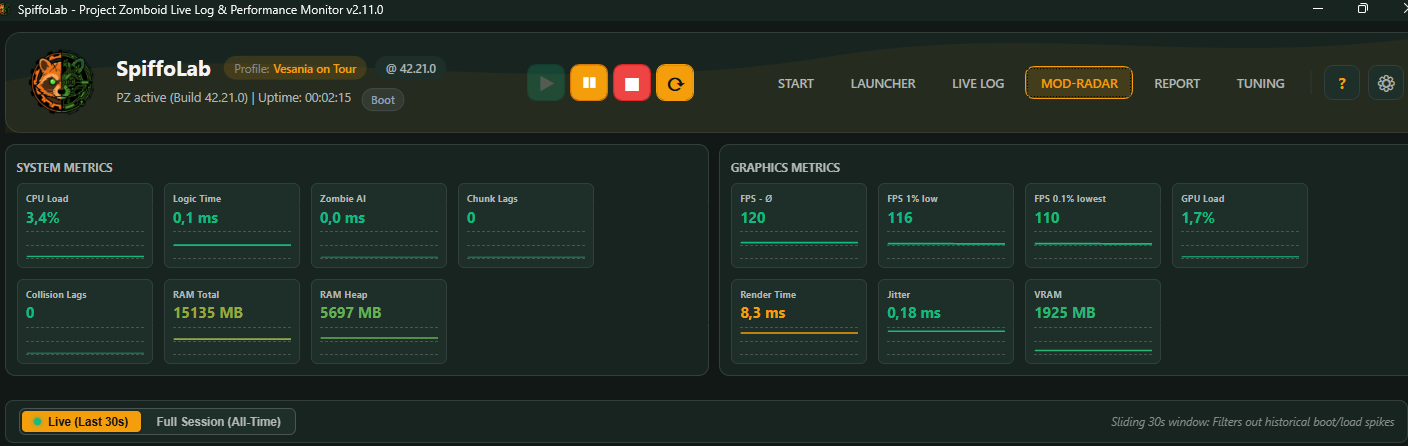 SpiffoLab - Project Zomboid Live Log & Performance Monitor v2.11.0
SpiffoLab Profile: Vesania on Tour @ 42.21.0
PZ active (Build 42.21.0) | Uptime: 00:02:15 Boot
START LAUNCHER LIVE LOG MOD-RADAR REPORT TUNING ?
SYSTEM METRICS
CPU Load
3,4%
Logic Time
0,1 ms
Zombie AI
0,0 ms
Chunk Lags
0
Collision Lags
0
RAM Total
15135 MB
RAM Heap
5697 MB
GRAPHICS METRICS
FPS - Ø
120
FPS 1% low
116
FPS 0.1% lowest
110
GPU Load
1,7%
Render Time
8,3 ms
Jitter
0,18 ms
VRAM
1925 MB
Live (Last 30s) Full Session (All-Time)
Sliding 30s window: Filters out historical boot/load spikes